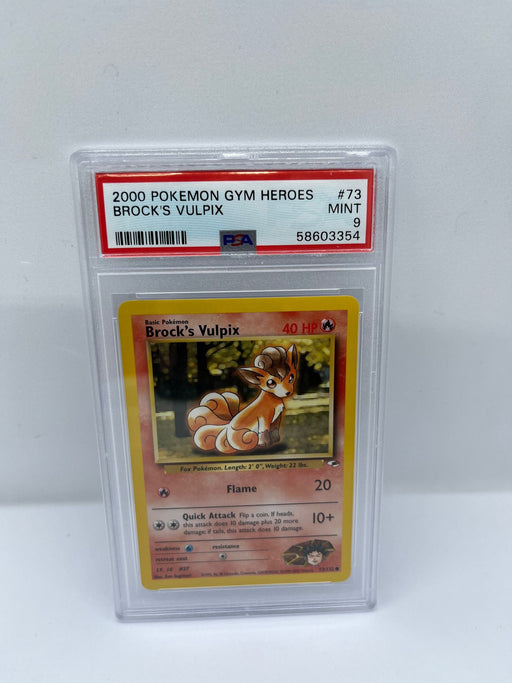 2000 POKEMON GYM HEROES #73
BROCK'S VULPIX MINT
9
PSA 58603354
Basic Pokémon
Brock's Vulpix 40 HP
Fox Pokémon. Length: 2' 0", Weight: 22 lbs.
Flame 20
Quick Attack Flip a coin. If heads,
this attack does 10 damage plus 20 more
damage; if tails, this attack does 10 damage.
10+
weakness resistance
retreat cost